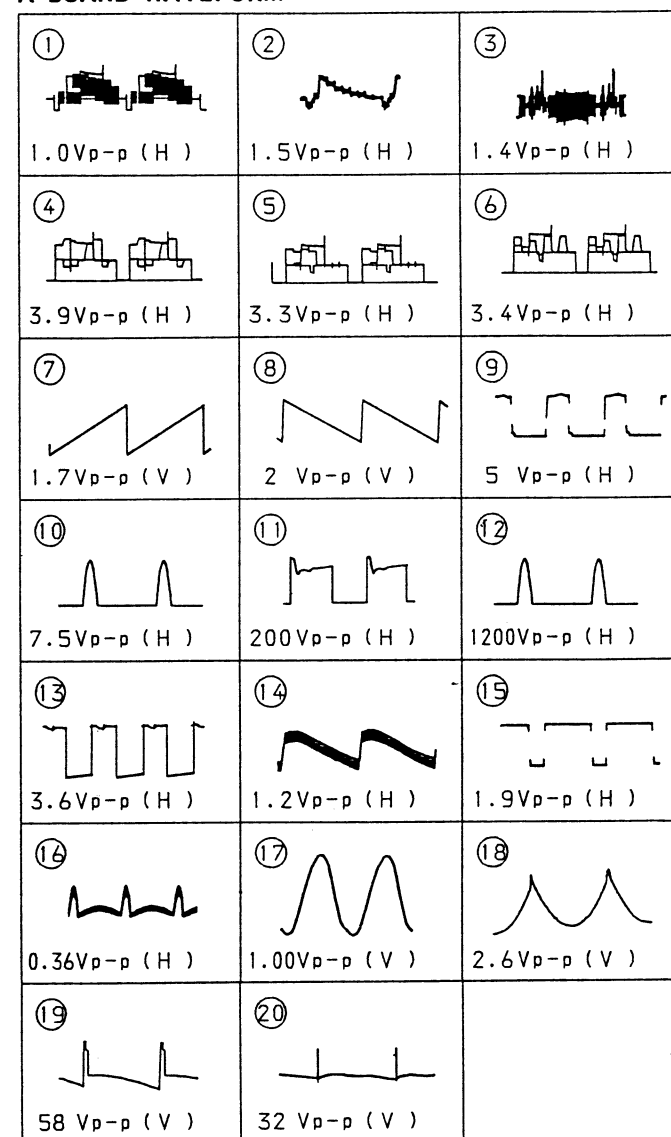 ① ② ③
1.0Vp-p ( H ) 1.5Vp-p ( H ) 1.4Vp-p ( H )
④ ⑤ ⑥
3.9Vp-p ( H ) 3.3Vp-p ( H ) 3.4Vp-p ( H )
⑦ ⑧ ⑨
1.7Vp-p ( V ) 2 Vp-p ( V ) 5 Vp-p ( H )
⑩ ⑪ ⑫
7.5Vp-p ( H ) 200Vp-p ( H ) 1200Vp-p ( H )
⑬ ⑭ ⑮
3.6Vp-p ( H ) 1.2Vp-p ( H ) 1.9Vp-p ( H )
⑯ ⑰ ⑱
0.36Vp-p ( H ) 1.00Vp-p ( V ) 2.6Vp-p ( V )
⑲ ⑳
58 Vp-p ( V ) 32 Vp-p ( V )